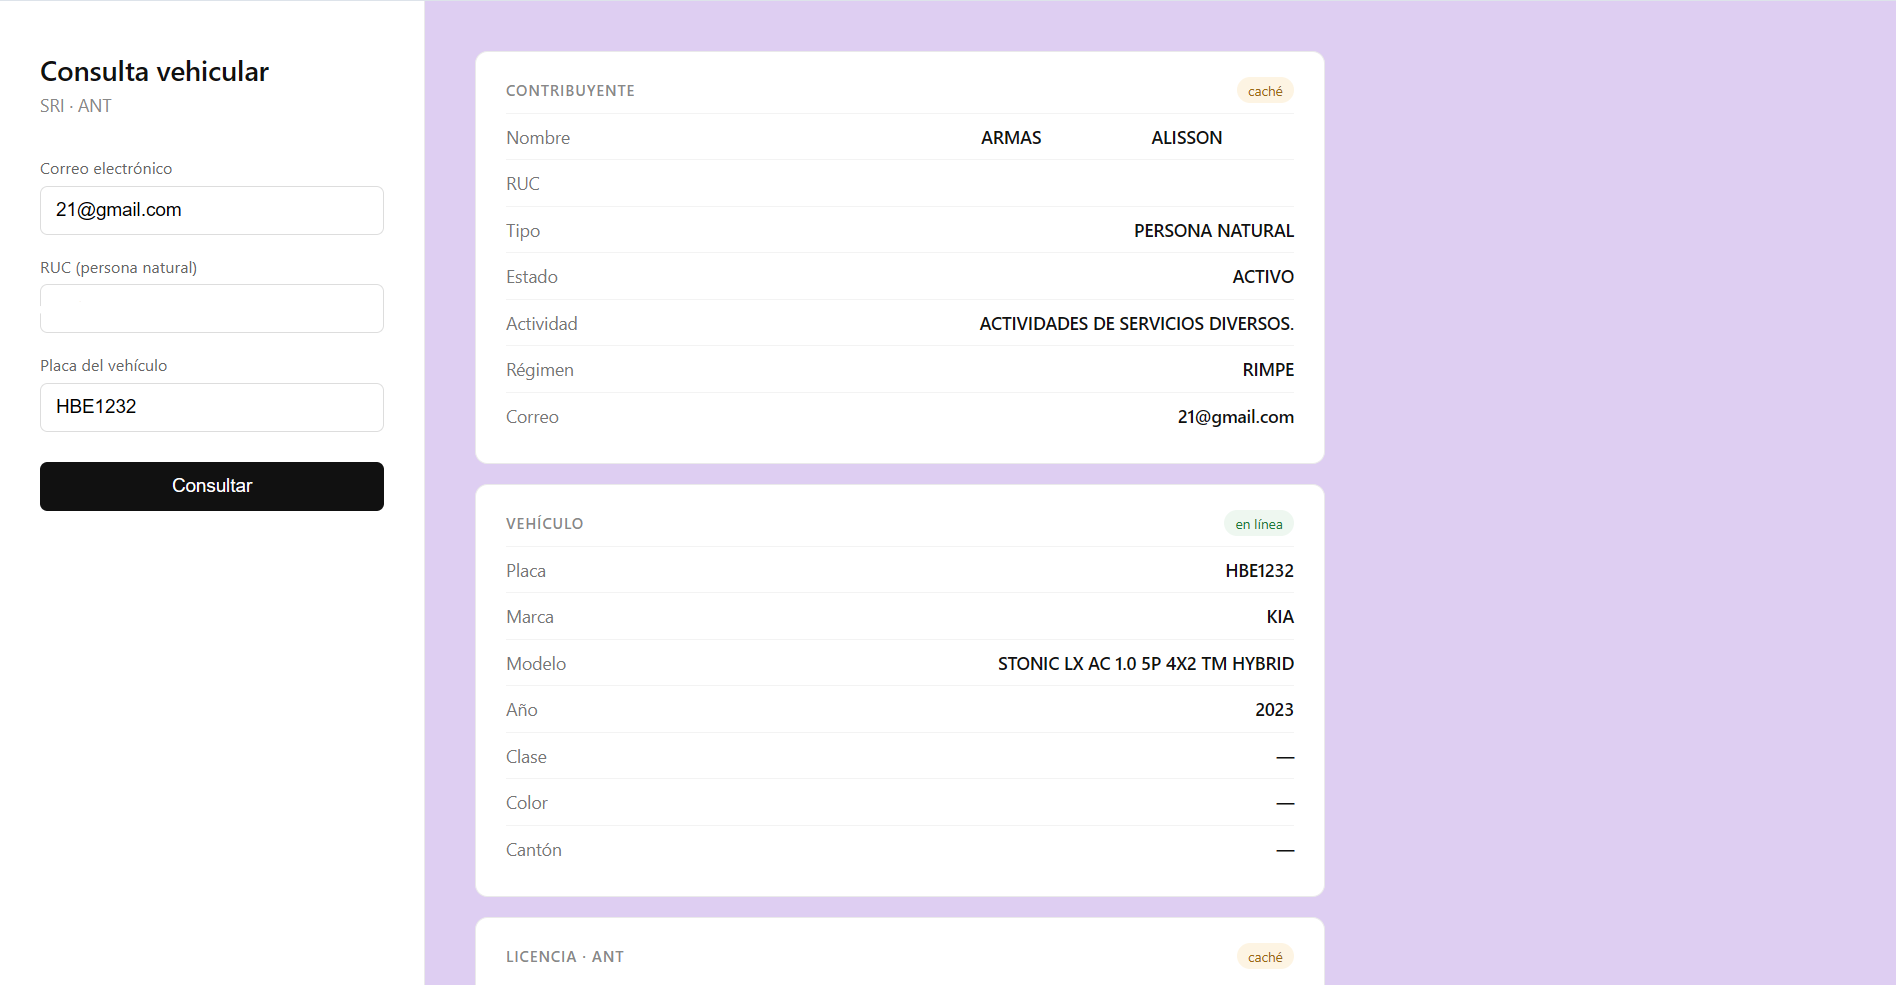 Consulta vehicular
SRI · ANT
Correo electrónico
21@gmail.com
RUC (persona natural)
Placa del vehículo
HBE1232
Consultar
CONTRIBUYENTE caché
Nombre ARMAS ALISSON
RUC
Tipo PERSONA NATURAL
Estado ACTIVO
Actividad ACTIVIDADES DE SERVICIOS DIVERSOS.
Régimen RIMPE
Correo 21@gmail.com
VEHÍCULO en línea
Placa HBE1232
Marca KIA
Modelo STONIC LX AC 1.0 5P 4X2 TM HYBRID
Año 2023
Clase —
Color —
Cantón —
LICENCIA · ANT caché